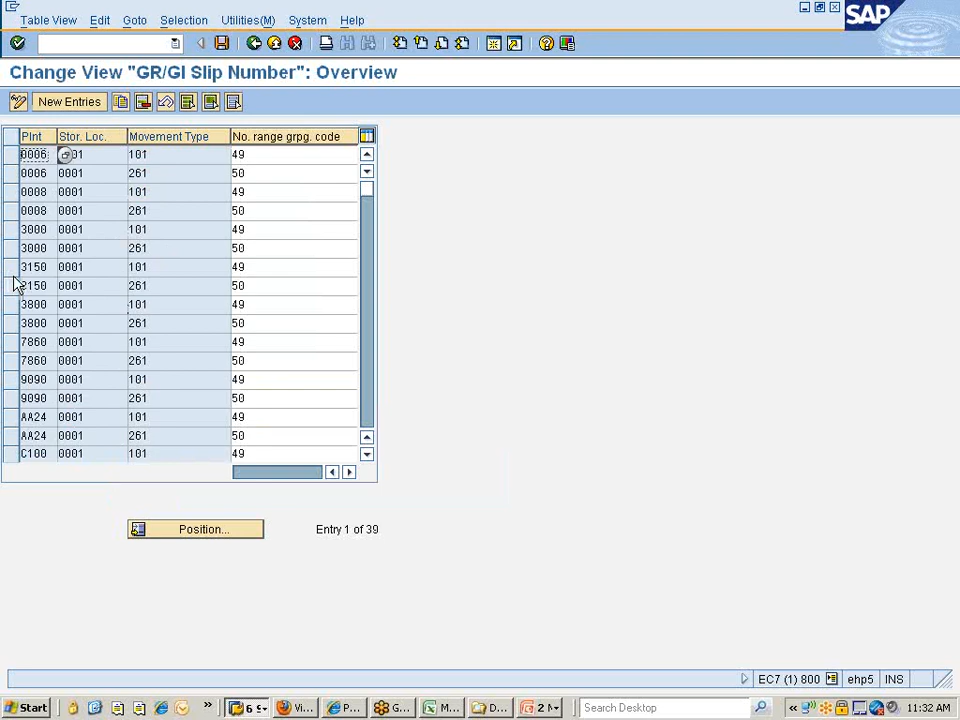 Table View Edit Goto Selection Utilities(M) System Help
SAP
Change View "GR/GI Slip Number": Overview
New Entries
Plnt Stor. Loc. Movement Type No. range grpg. code
0006 01 101 49
0006 0001 261 50
0008 0001 101 49
0008 0001 261 50
3000 0001 101 49
3000 0001 261 50
3150 0001 101 49
3150 0001 261 50
3800 0001 101 49
3800 0001 261 50
7860 0001 101 49
7860 0001 261 50
9090 0001 101 49
9090 0001 261 50
AA24 0001 101 49
AA24 0001 261 50
C100 0001 101 49
Position... Entry 1 of 39
EC7 (1) 800 ehp5 INS
Start » 6 S Vi... P... G... M... D... 2 M Search Desktop « 11:32 AM